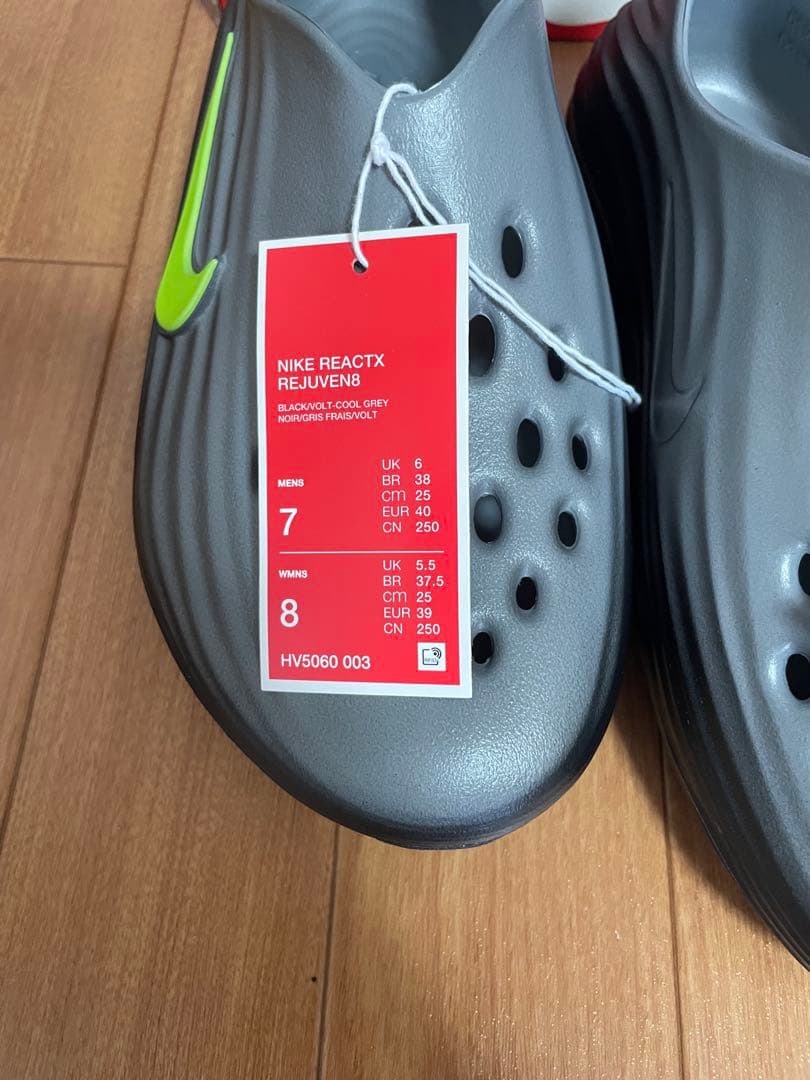 NIKE REACTX
REJUVEN8
BLACK/VOLT-COOL GREY
NOIR/GRIS FRAIS/VOLT
MENS
7
UK 6
BR 38
CM 25
EUR 40
CN 250
WMNS
8
UK 5.5
BR 37.5
CM 25
EUR 39
CN 250
HV5060 003